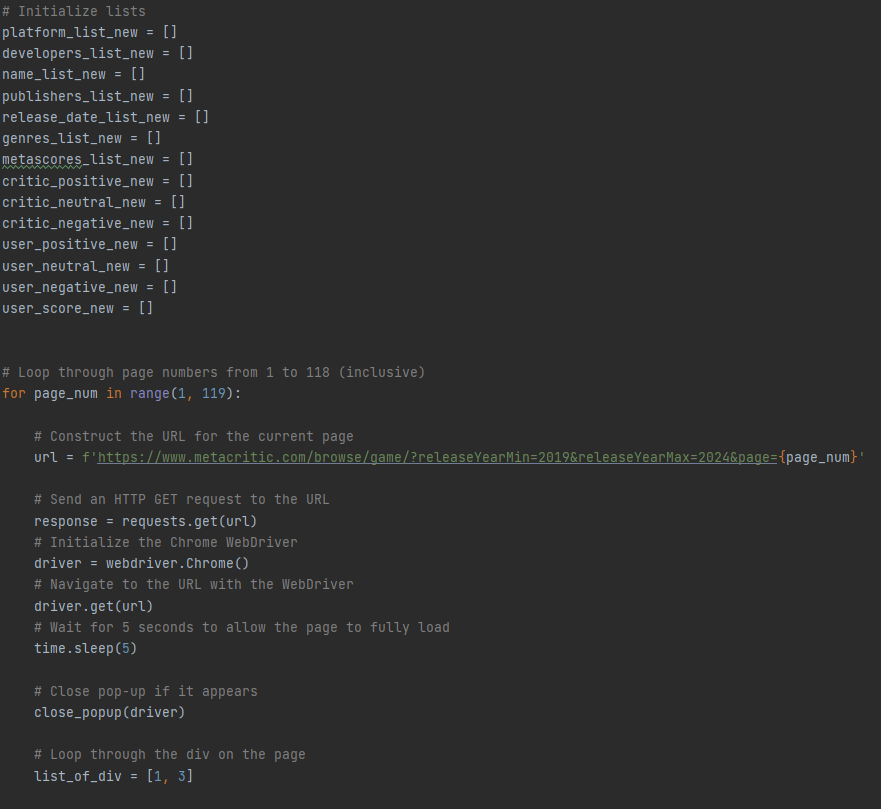 # Initialize lists
platform_list_new = []
developers_list_new = []
name_list_new = []
publishers_list_new = []
release_date_list_new = []
genres_list_new = []
metascores_list_new = []
critic_positive_new = []
critic_neutral_new = []
critic_negative_new = []
user_positive_new = []
user_neutral_new = []
user_negative_new = []
user_score_new = []
# Loop through page numbers from 1 to 118 (inclusive)
for page_num in range(1, 119):
    # Construct the URL for the current page
    url = f'https://www.metacritic.com/browse/game/?releaseYearMin=2019&releaseYearMax=2024&page={page_num}'
    # Send an HTTP GET request to the URL
    response = requests.get(url)
    # Initialize the Chrome WebDriver
    driver = webdriver.Chrome()
    # Navigate to the URL with the WebDriver
    driver.get(url)
    # Wait for 5 seconds to allow the page to fully load
    time.sleep(5)
    # Close pop-up if it appears
    close_popup(driver)
    # Loop through the div on the page
    list_of_div = [1, 3]